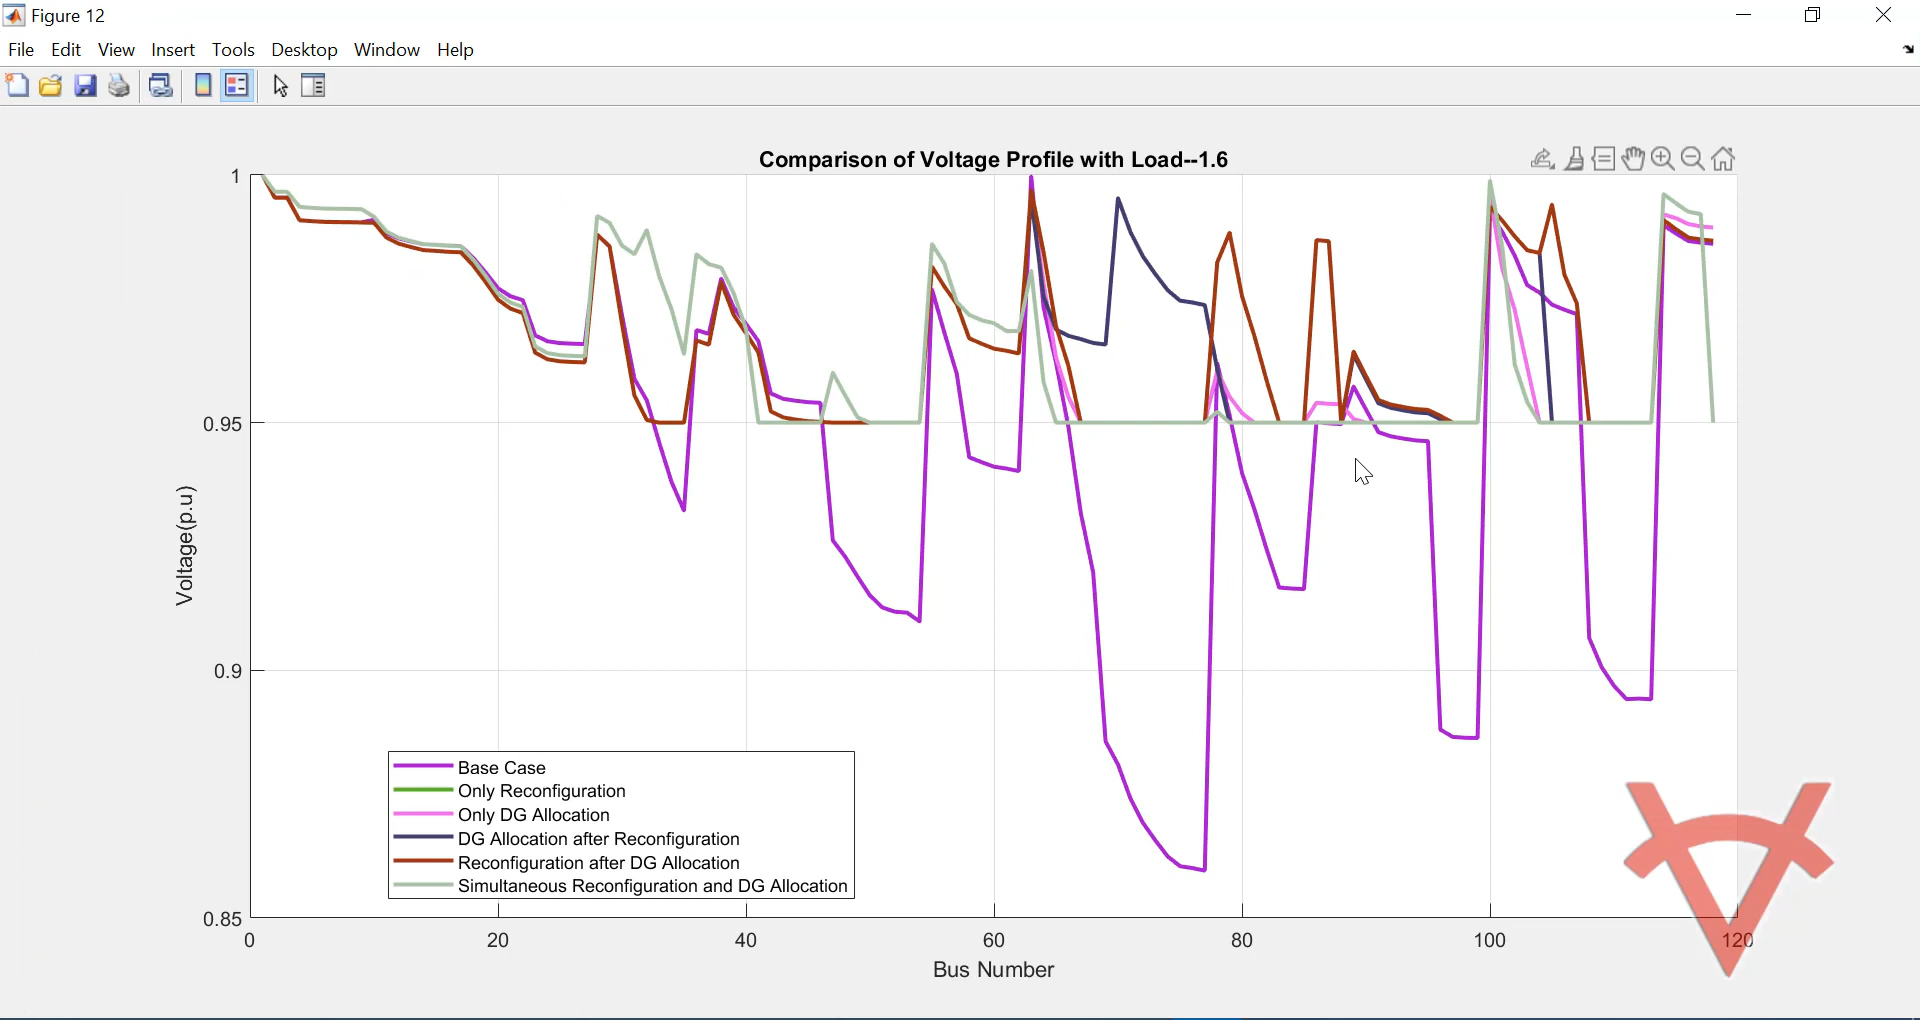 Figure 12
File Edit View Insert Tools Desktop Window Help
Comparison of Voltage Profile with Load--1.6
1
0.95
0.9
0.85
Voltage(p.u)
Base Case
Only Reconfiguration
Only DG Allocation
DG Allocation after Reconfiguration
Reconfiguration after DG Allocation
Simultaneous Reconfiguration and DG Allocation
0 20 40 60 80 100 120
Bus Number